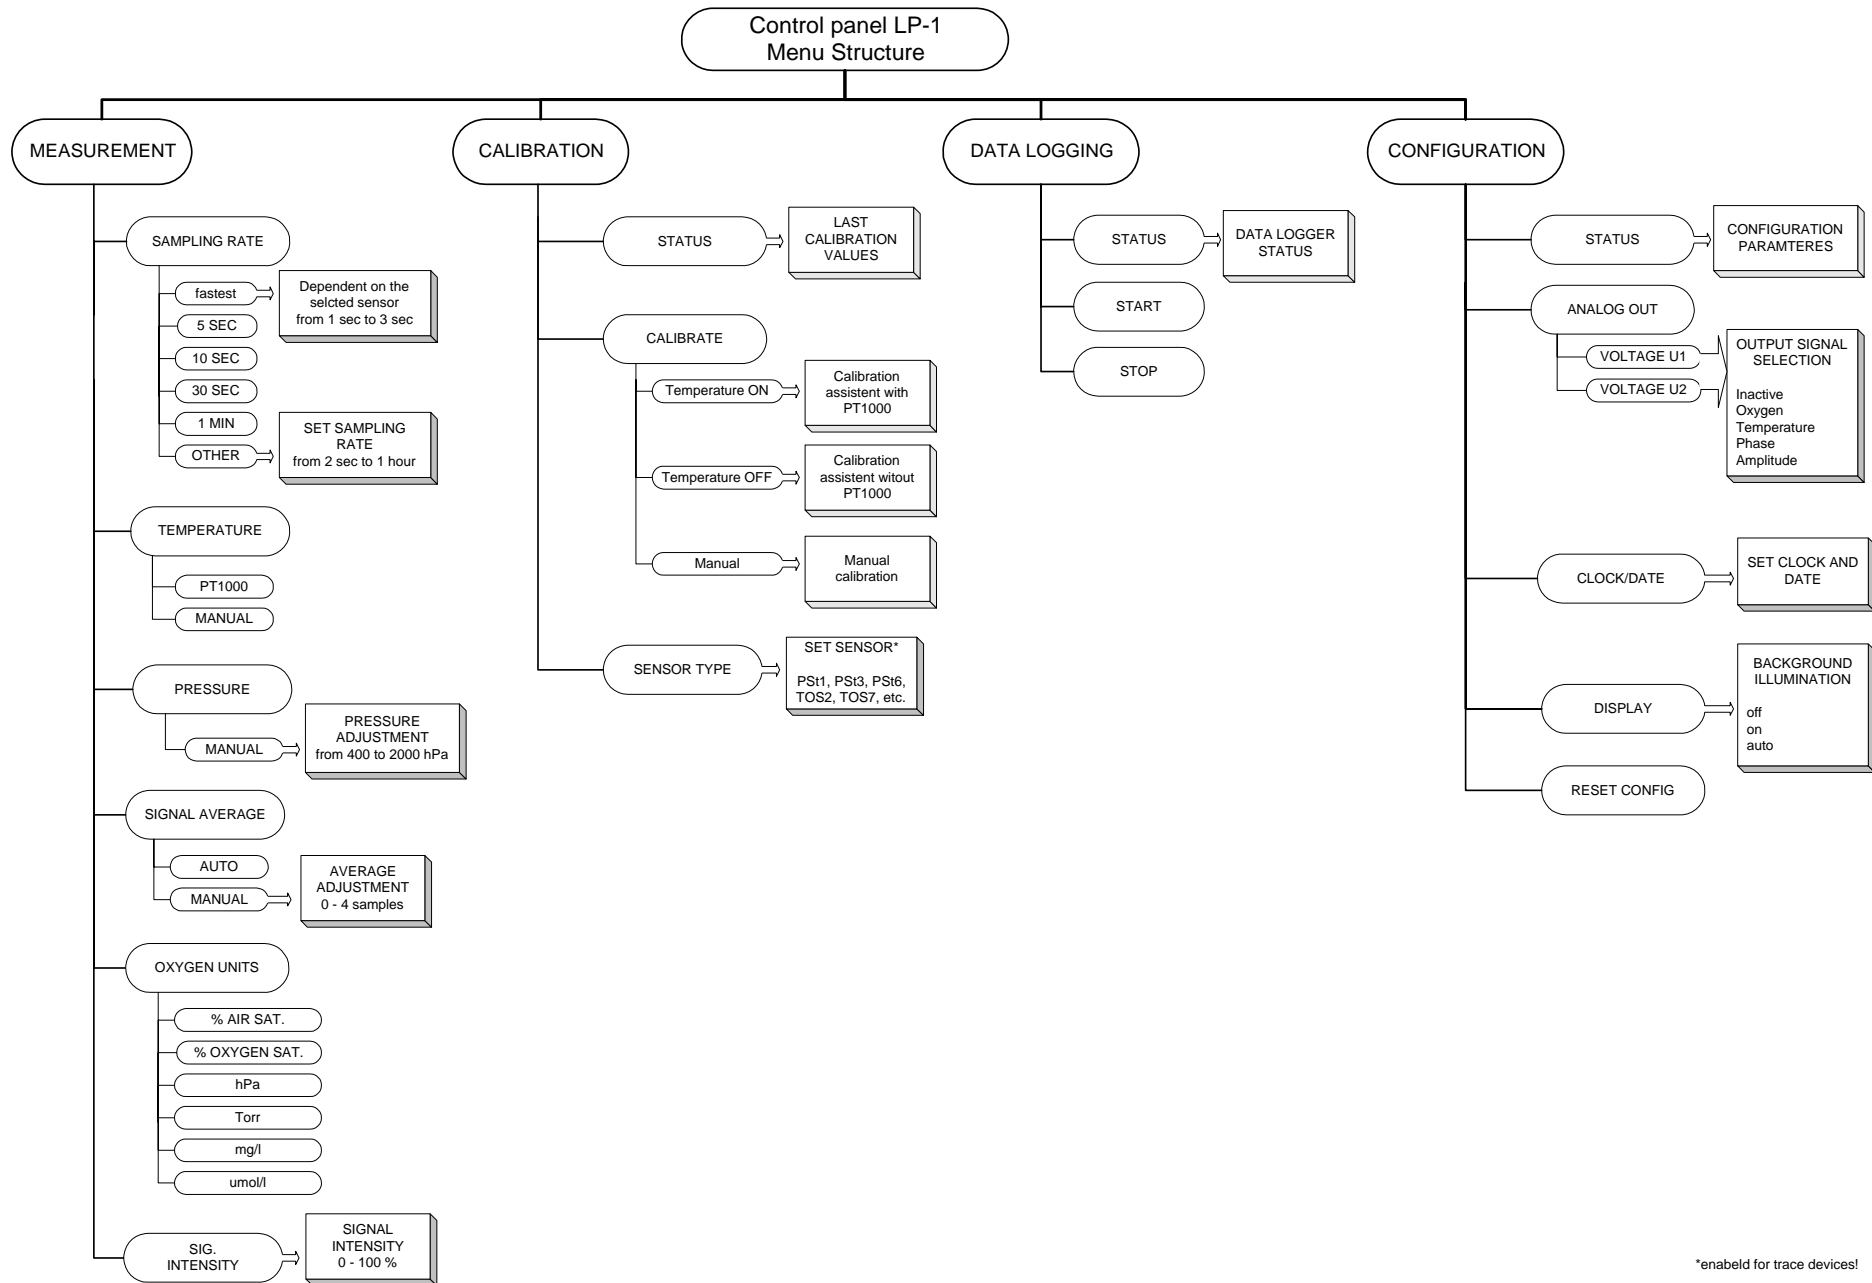 Control panel LP-1
Menu Structure
MEASUREMENT
SAMPLING RATE
fastest
Dependent on the
selcted sensor
from 1 sec to 3 sec
5 SEC
10 SEC
30 SEC
1 MIN
OTHER
SET SAMPLING
RATE
from 2 sec to 1 hour
TEMPERATURE
PT1000
MANUAL
PRESSURE
MANUAL
PRESSURE
ADJUSTMENT
from 400 to 2000 hPa
SIGNAL AVERAGE
AUTO
MANUAL
AVERAGE
ADJUSTMENT
0 - 4 samples
OXYGEN UNITS
% AIR SAT.
% OXYGEN SAT.
hPa
Torr
mg/l
umol/l
SIG.
INTENSITY
SIGNAL
INTENSITY
0 - 100 %
CALIBRATION
STATUS
LAST
CALIBRATION
VALUES
CALIBRATE
Temperature ON
Calibration
assistent with
PT1000
Temperature OFF
Calibration
assistent witout
PT1000
Manual
Manual
calibration
SENSOR TYPE
SET SENSOR*
PSt1, PSt3, PSt6,
TOS2, TOS7, etc.
DATA LOGGING
STATUS
DATA LOGGER
STATUS
START
STOP
CONFIGURATION
STATUS
CONFIGURATION
PARAMTERES
ANALOG OUT
VOLTAGE U1
VOLTAGE U2
OUTPUT SIGNAL
SELECTION
Inactive
Oxygen
Temperature
Phase
Amplitude
CLOCK/DATE
SET CLOCK AND
DATE
DISPLAY
BACKGROUND
ILLUMINATION
off
on
auto
RESET CONFIG
*enabeld for trace devices!